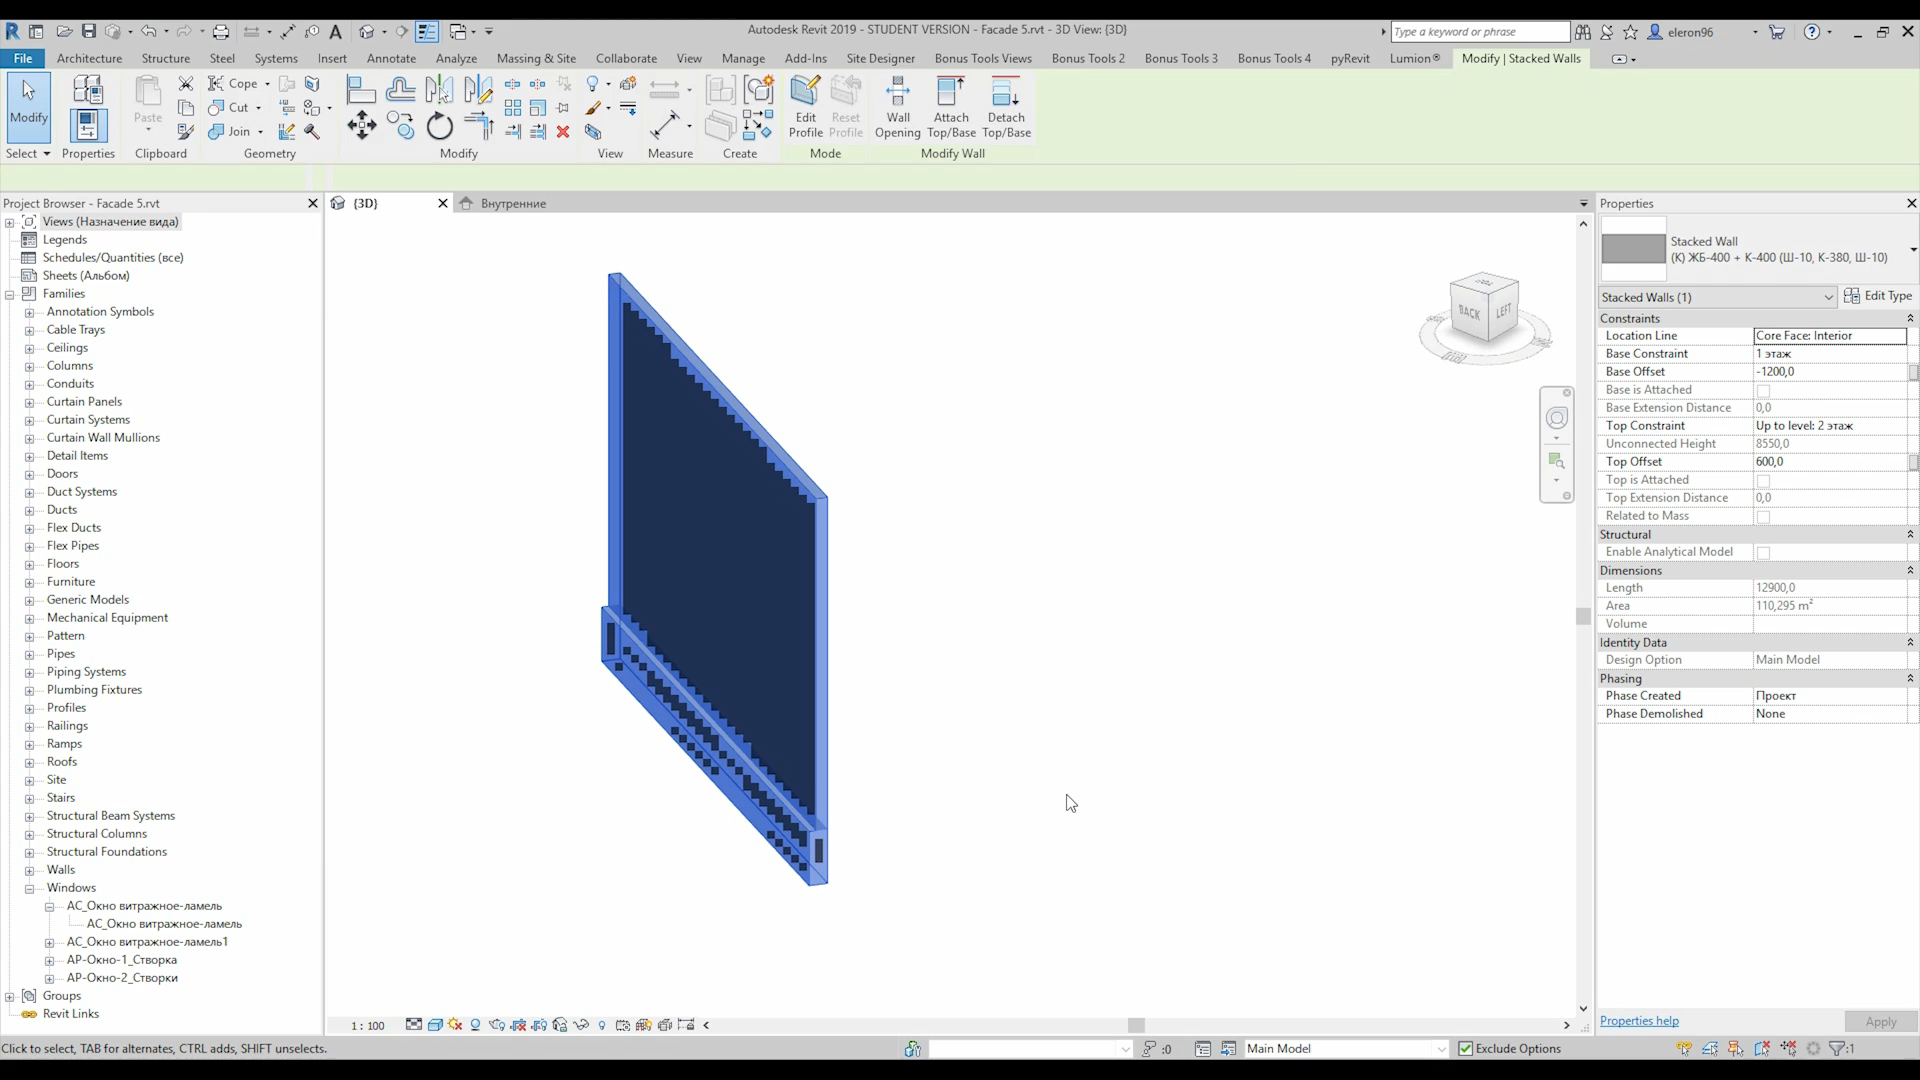 Autodesk Revit 2019 - STUDENT VERSION - Facade 5.rvt - 3D View: {3D}
Type a keyword or phrase
eleron96
File
Architecture
Structure
Steel
Systems
Insert
Annotate
Analyze
Massing & Site
Collaborate
View
Manage
Add-Ins
Site Designer
Bonus Tools Views
Bonus Tools 2
Bonus Tools 3
Bonus Tools 4
pyRevit
Lumion®
Modify | Stacked Walls
Modify
Paste
Cope
Cut
Join
Edit Profile
Reset Profile
Wall Opening
Attach Top/Base
Detach Top/Base
Select
Properties
Clipboard
Geometry
Modify
View
Measure
Create
Mode
Modify Wall
Project Browser - Facade 5.rvt
Views (Назначение вида)
Legends
Schedules/Quantities (все)
Sheets (Альбом)
Families
Annotation Symbols
Cable Trays
Ceilings
Columns
Conduits
Curtain Panels
Curtain Systems
Curtain Wall Mullions
Detail Items
Doors
Duct Systems
Ducts
Flex Ducts
Flex Pipes
Floors
Furniture
Generic Models
Mechanical Equipment
Pattern
Pipes
Piping Systems
Plumbing Fixtures
Profiles
Railings
Ramps
Roofs
Site
Stairs
Structural Beam Systems
Structural Columns
Structural Foundations
Walls
Windows
АС_Окно витражное-ламель
АС_Окно витражное-ламель
АС_Окно витражное-ламель1
АР-Окно-1_Створка
АР-Окно-2_Створки
Groups
Revit Links
{3D}
Внутренние
BACK
LEFT
1 : 100
Properties
Stacked Wall
(К) ЖБ-400 + К-400 (Ш-10, К-380, Ш-10)
Stacked Walls (1)
Edit Type
Constraints
Location Line Core Face: Interior
Base Constraint 1 этаж
Base Offset -1200,0
Base is Attached
Base Extension Distance 0,0
Top Constraint Up to level: 2 этаж
Unconnected Height 8550,0
Top Offset 600,0
Top is Attached
Top Extension Distance 0,0
Related to Mass
Structural
Enable Analytical Model
Dimensions
Length 12900,0
Area 110,295 m²
Volume
Identity Data
Design Option Main Model
Phasing
Phase Created Проект
Phase Demolished None
Properties help
Apply
Click to select, TAB for alternates, CTRL adds, SHIFT unselects.
:0
Main Model
Exclude Options
:1